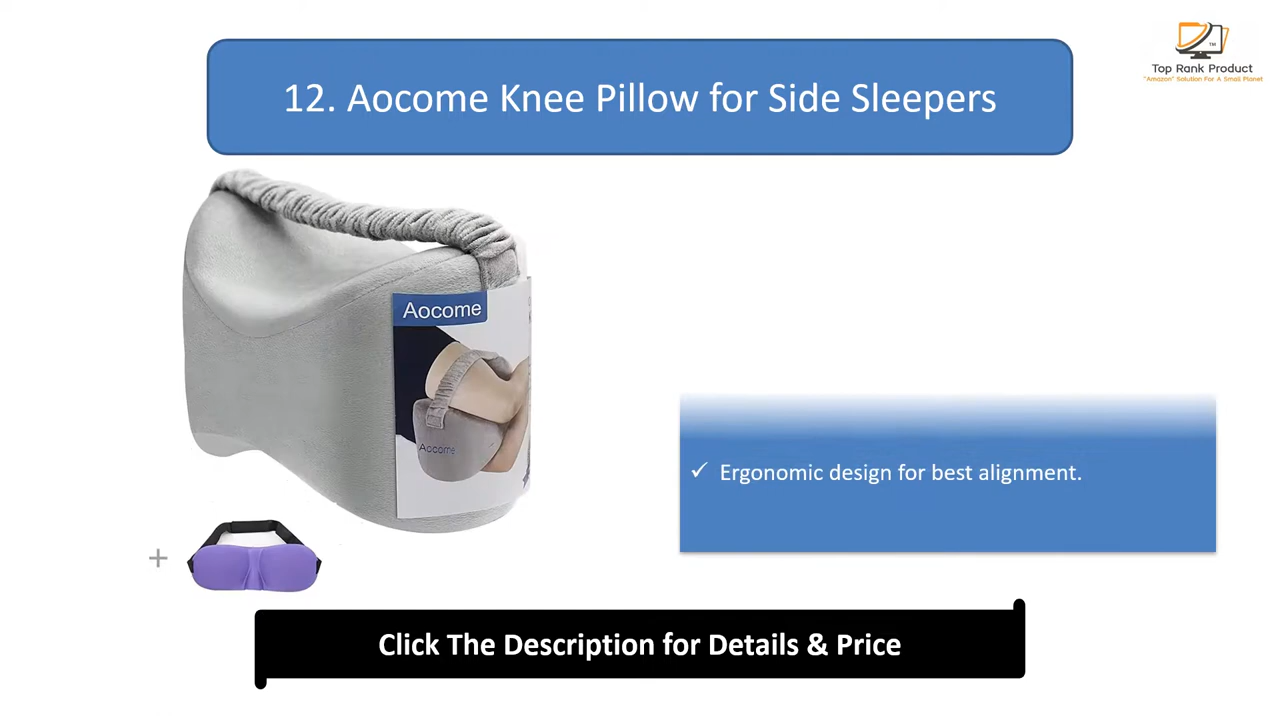 Top Rank Product
"Amazon" Solution For A Small Planet
TM
12. Aocome Knee Pillow for Side Sleepers
Aocome
Aocome
✓ Ergonomic design for best alignment.
+
Click The Description for Details & Price